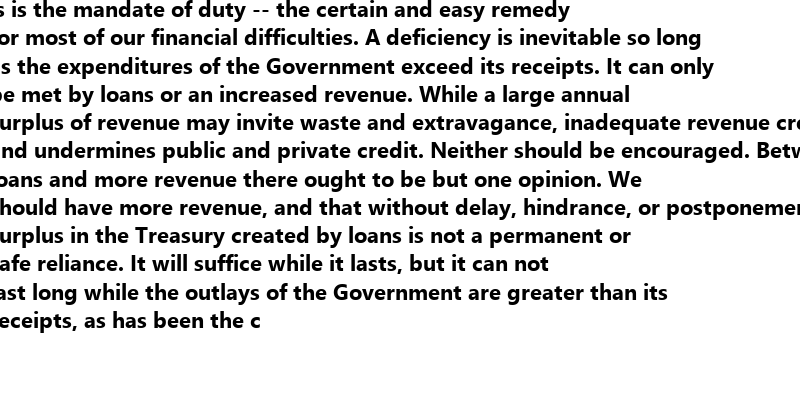 s is the mandate of duty -- the certain and easy remedy
or most of our financial difficulties. A deficiency is inevitable so long
s the expenditures of the Government exceed its receipts. It can only
be met by loans or an increased revenue. While a large annual
urplus of revenue may invite waste and extravagance, inadequate revenue cre
nd undermines public and private credit. Neither should be encouraged. Betw
oans and more revenue there ought to be but one opinion. We
hould have more revenue, and that without delay, hindrance, or postponemen
urplus in the Treasury created by loans is not a permanent or
afe reliance. It will suffice while it lasts, but it can not
ast long while the outlays of the Government are greater than its
eceipts, as has been the c